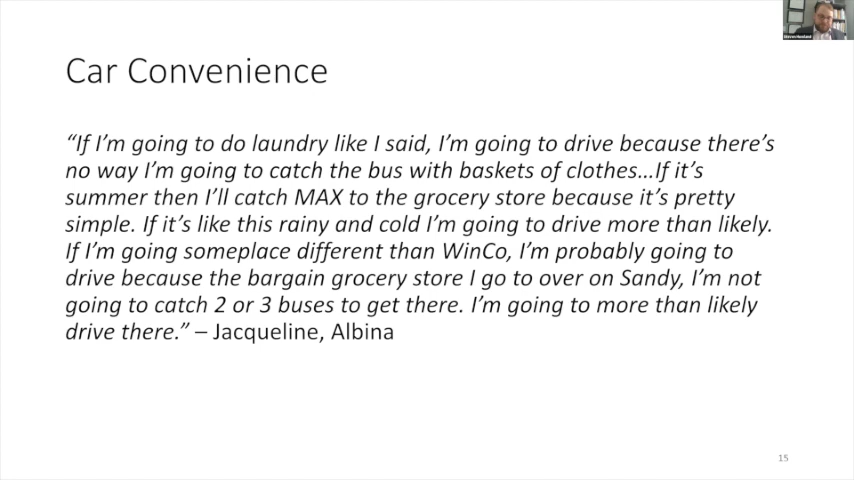 Car Convenience
“If I’m going to do laundry like I said, I’m going to drive because there’s
no way I’m going to catch the bus with baskets of clothes…If it’s
summer then I’ll catch MAX to the grocery store because it’s pretty
simple. If it’s like this rainy and cold I’m going to drive more than likely.
If I’m going someplace different than WinCo, I’m probably going to
drive because the bargain grocery store I go to over on Sandy, I’m not
going to catch 2 or 3 buses to get there. I’m going to more than likely
drive there.” – Jacqueline, Albina
15